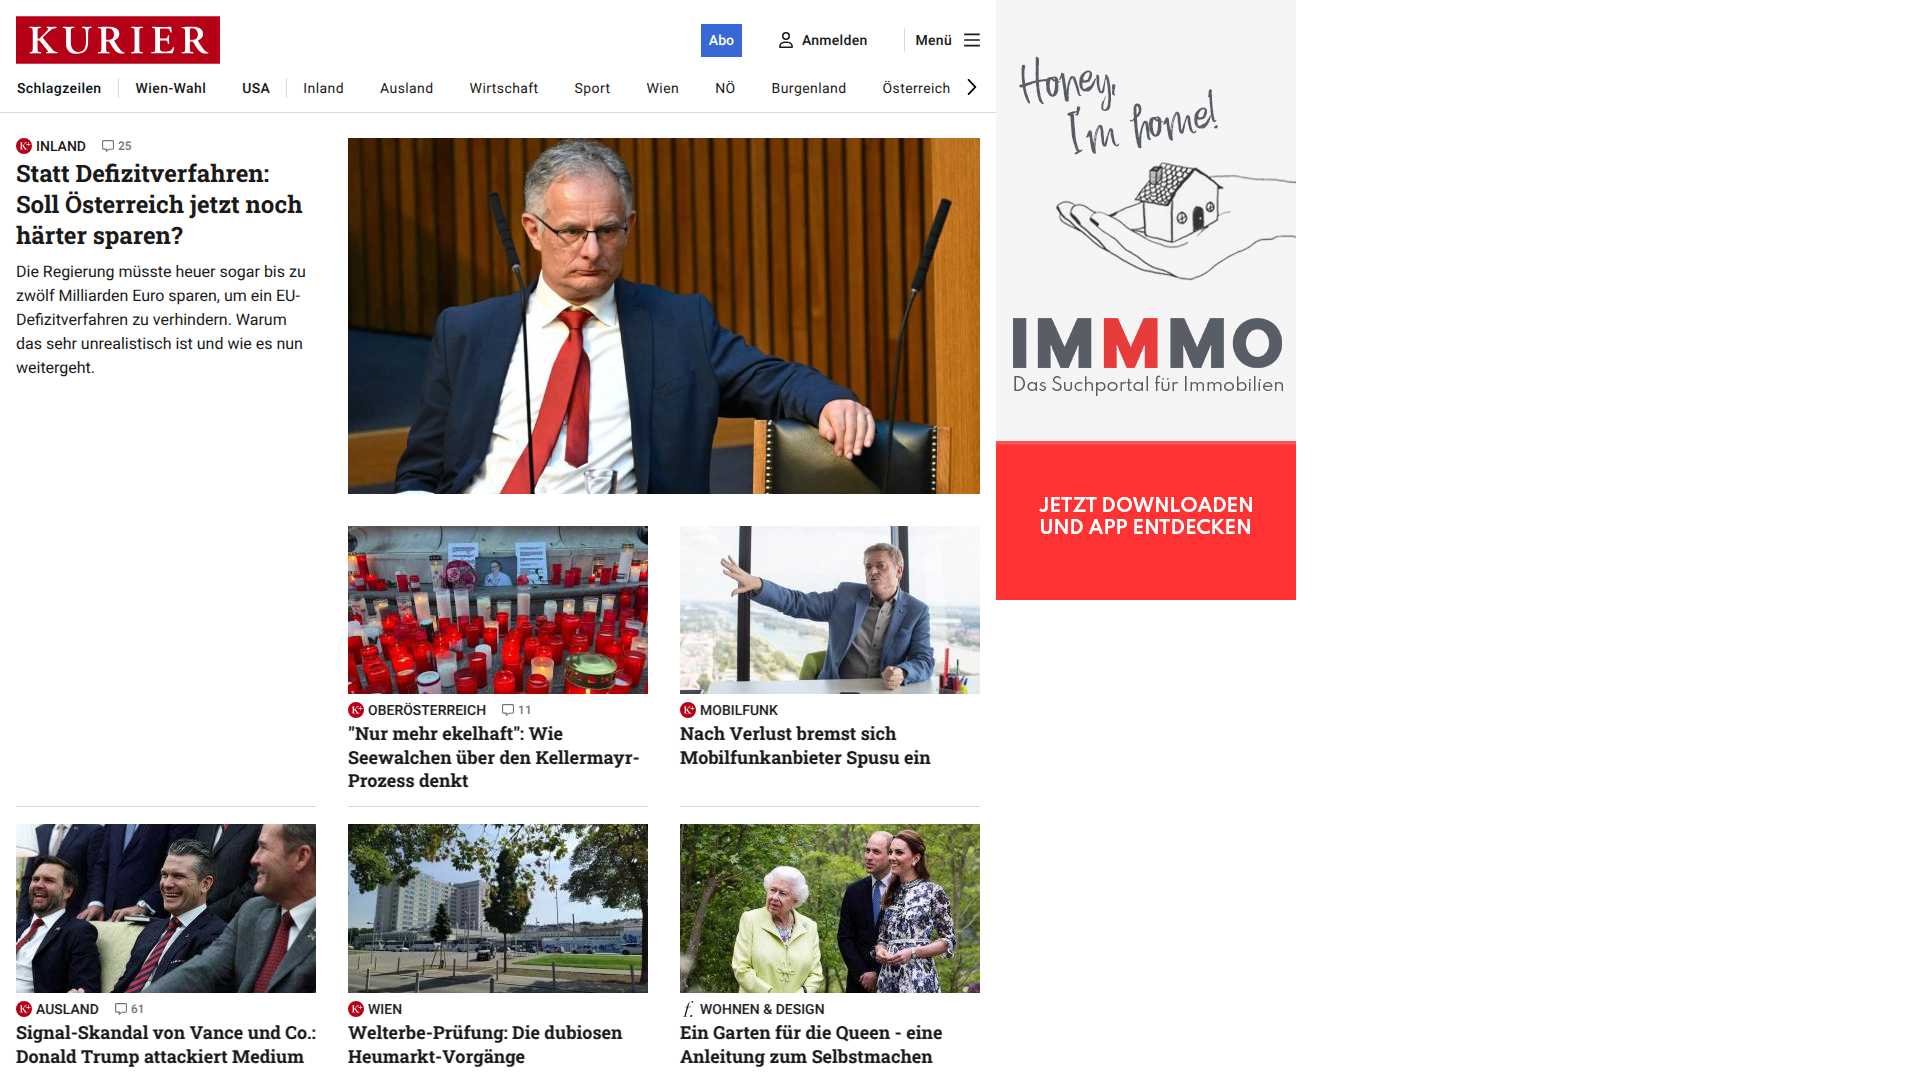 KURIER
Abo
Anmelden
Menü
Schlagzeilen
Wien-Wahl
USA
Inland
Ausland
Wirtschaft
Sport
Wien
NÖ
Burgenland
Österreich
INLAND 25
Statt Defizitverfahren:
Soll Österreich jetzt noch
härter sparen?
Die Regierung müsste heuer sogar bis zu
zwölf Milliarden Euro sparen, um ein EU-
Defizitverfahren zu verhindern. Warum
das sehr unrealistisch ist und wie es nun
weitergeht.
OBERÖSTERREICH 11
"Nur mehr ekelhaft": Wie
Seewalchen über den Kellermayr-
Prozess denkt
MOBILFUNK
Nach Verlust bremst sich
Mobilfunkanbieter Spusu ein
AUSLAND 61
Signal-Skandal von Vance und Co.:
Donald Trump attackiert Medium
WIEN
Welterbe-Prüfung: Die dubiosen
Heumarkt-Vorgänge
f. WOHNEN & DESIGN
Ein Garten für die Queen - eine
Anleitung zum Selbstmachen
Honey,
I'm home!
IMMMO
Das Suchportal für Immobilien
JETZT DOWNLOADEN
UND APP ENTDECKEN